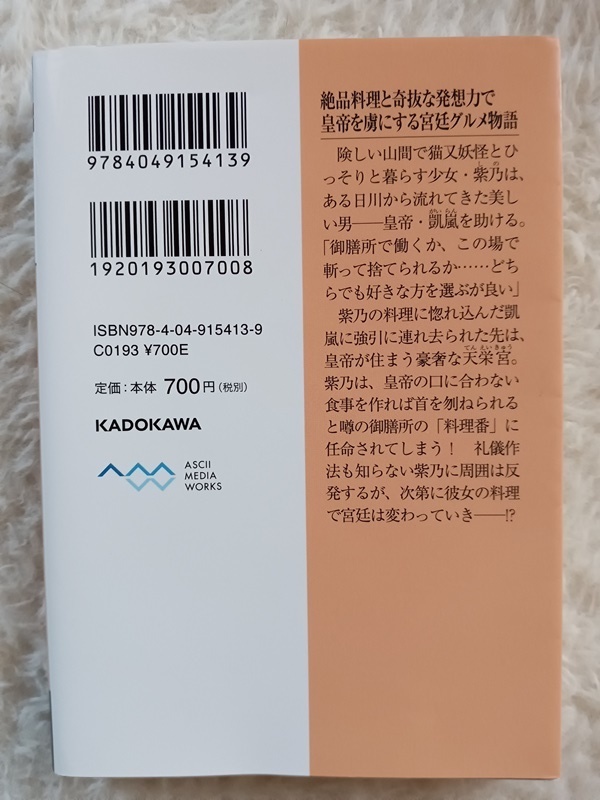 9784049154139
1920193007008
ISBN978-4-04-915413-9
C0193 ¥700E
定価:本体 700円(税別)
KADOKAWA
ASCII
MEDIA
WORKS
絶品料理と奇抜な発想力で
皇帝を虜にする宮廷グルメ物語
険しい山間で猫又妖怪とひ
っそりと暮らす少女・紫乃は、
ある日川から流れてきた美し
い男――皇帝・凱嵐を助ける。
「御膳所で働くか、この場で
斬って捨てられるか……どち
らでも好きな方を選ぶが良い」
紫乃の料理に惚れ込んだ凱
嵐に強引に連れ去られた先は、
皇帝が住まう豪奢な天栄宮。
紫乃は、皇帝の口に合わない
食事を作れば首を刎ねられる
と噂の御膳所の「料理番」に
任命されてしまう! 礼儀作
法も知らない紫乃に周囲は反
発するが、次第に彼女の料理
で宮廷は変わっていき――!?